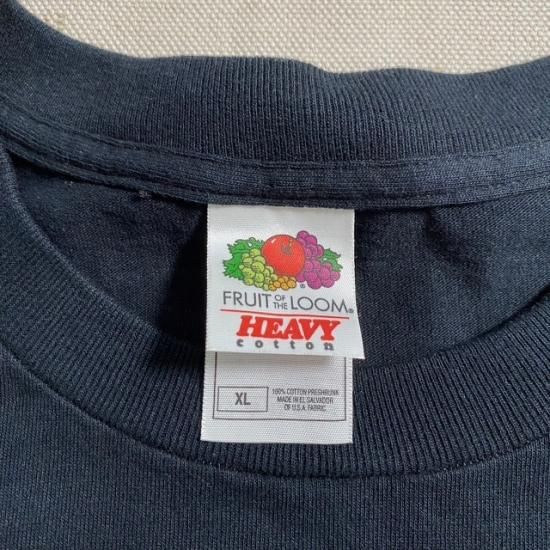 FRUIT OF THE LOOM®
HEAVY
cotton
XL
100% COTTON PRESHRUNK
MADE IN EL SALVADOR
OF U.S.A. FABRIC